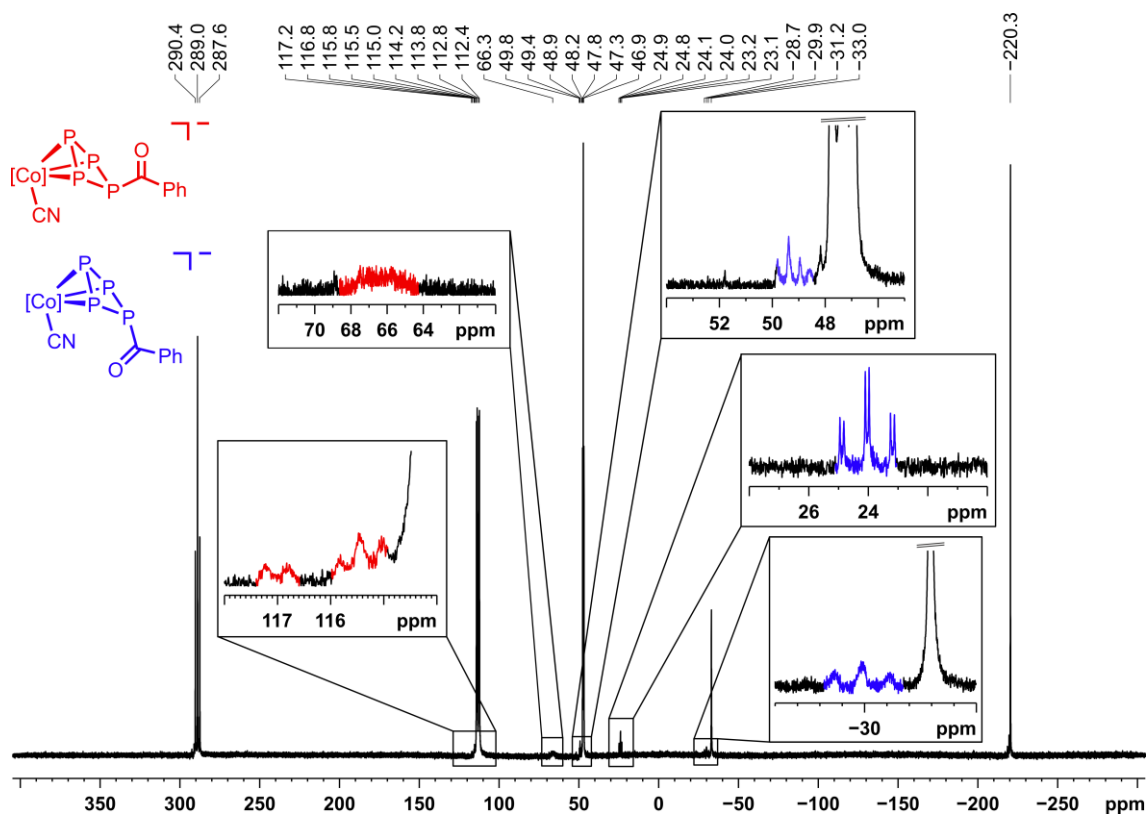 290.4
289.0
287.6
117.2
116.8
115.8
115.5
115.0
114.2
113.8
112.8
112.4
66.3
49.8
49.4
48.9
48.2
47.8
47.3
46.9
24.9
24.8
24.1
24.0
23.2
23.1
−28.7
−29.9
−31.2
−33.0
−220.3
P
O
[Co]
P
P
P
Ph
CN
P
[Co]
P
P
P
CN
Ph
O
70 68 66 64 ppm
52 50 48 ppm
117 116 ppm
26 24 ppm
−30 ppm
350 300 250 200 150 100 50 0 −50 −100 −150 −200 −250 ppm